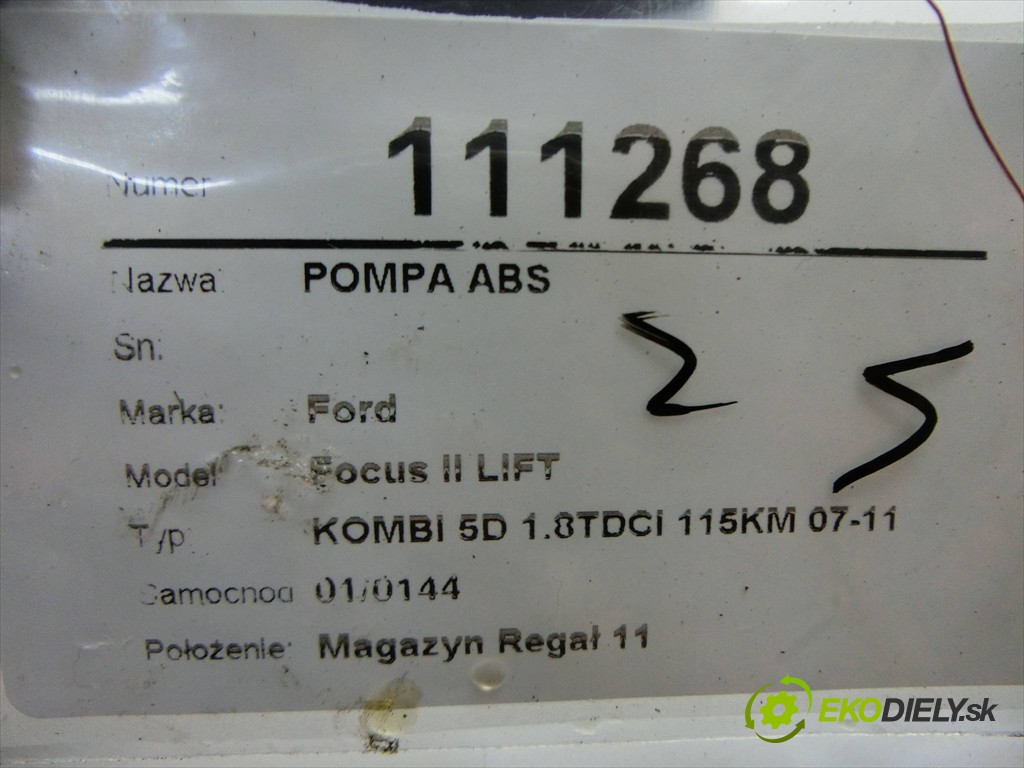 Numer 111268
Nazwa: POMPA ABS
Sn:
2 5
Marka: Ford
Model Focus II LIFT
Typ KOMBI 5D 1.8TDCI 115KM 07-11
Samochod 01/0144
Położenie: Magazyn Regał 11
EKODIELY.sk